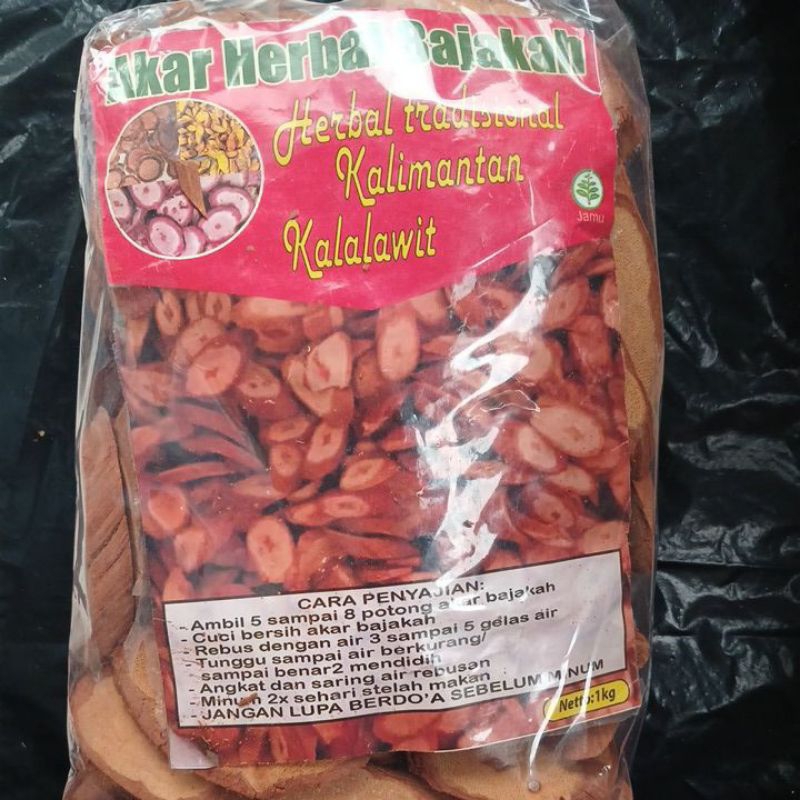 Akar Herbal Bajakah
Herbal tradisional
Kalimantan
Kalalawit
Jamu
CARA PENYAJIAN:
- Ambil 5 sampai 8 potong akar bajakah
- Cuci bersih akar bajakah
- Rebus dengan air 3 sampai 5 gelas air
- Tunggu sampai air berkurang/
sampai benar2 mendidih
- Angkat dan saring air rebusan
- Minum 2x sehari stelah makan
- JANGAN LUPA BERDO'A SEBELUM MINUM
Netto:1kg